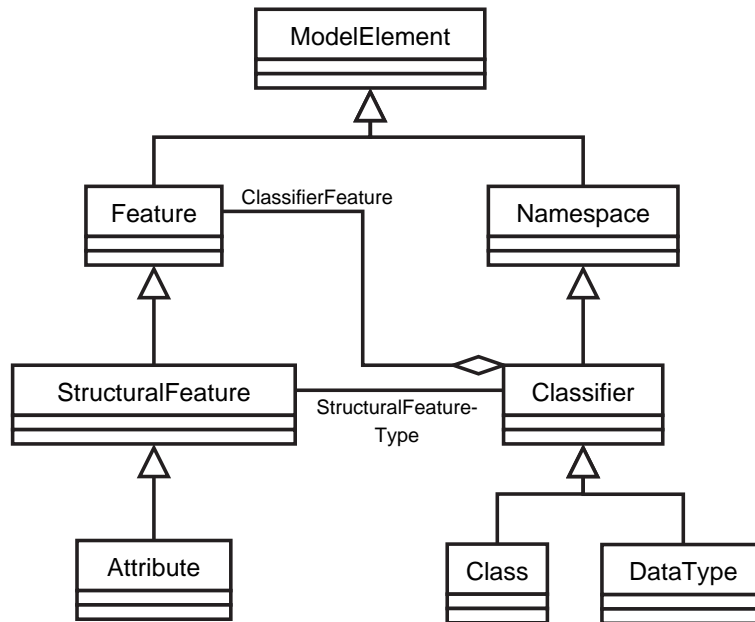 ModelElement
Feature
ClassifierFeature
Namespace
StructuralFeature
StructuralFeature-
Type
Classifier
Attribute
Class
DataType